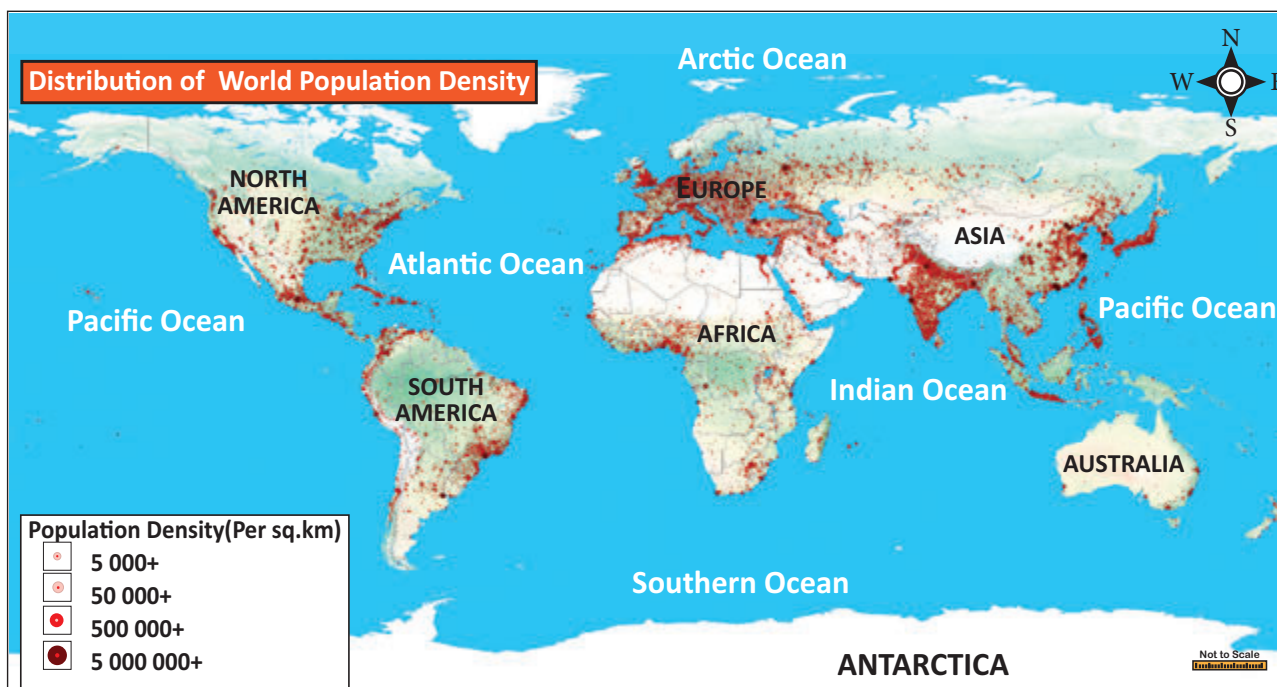 Distribution of World Population Density
Arctic Ocean
N
W
E
S
NORTH
AMERICA
EUROPE
ASIA
Atlantic Ocean
Pacific Ocean
Pacific Ocean
AFRICA
SOUTH
AMERICA
Indian Ocean
AUSTRALIA
Population Density(Per sq.km)
5 000+
50 000+
500 000+
5 000 000+
Southern Ocean
ANTARCTICA
Not to Scale